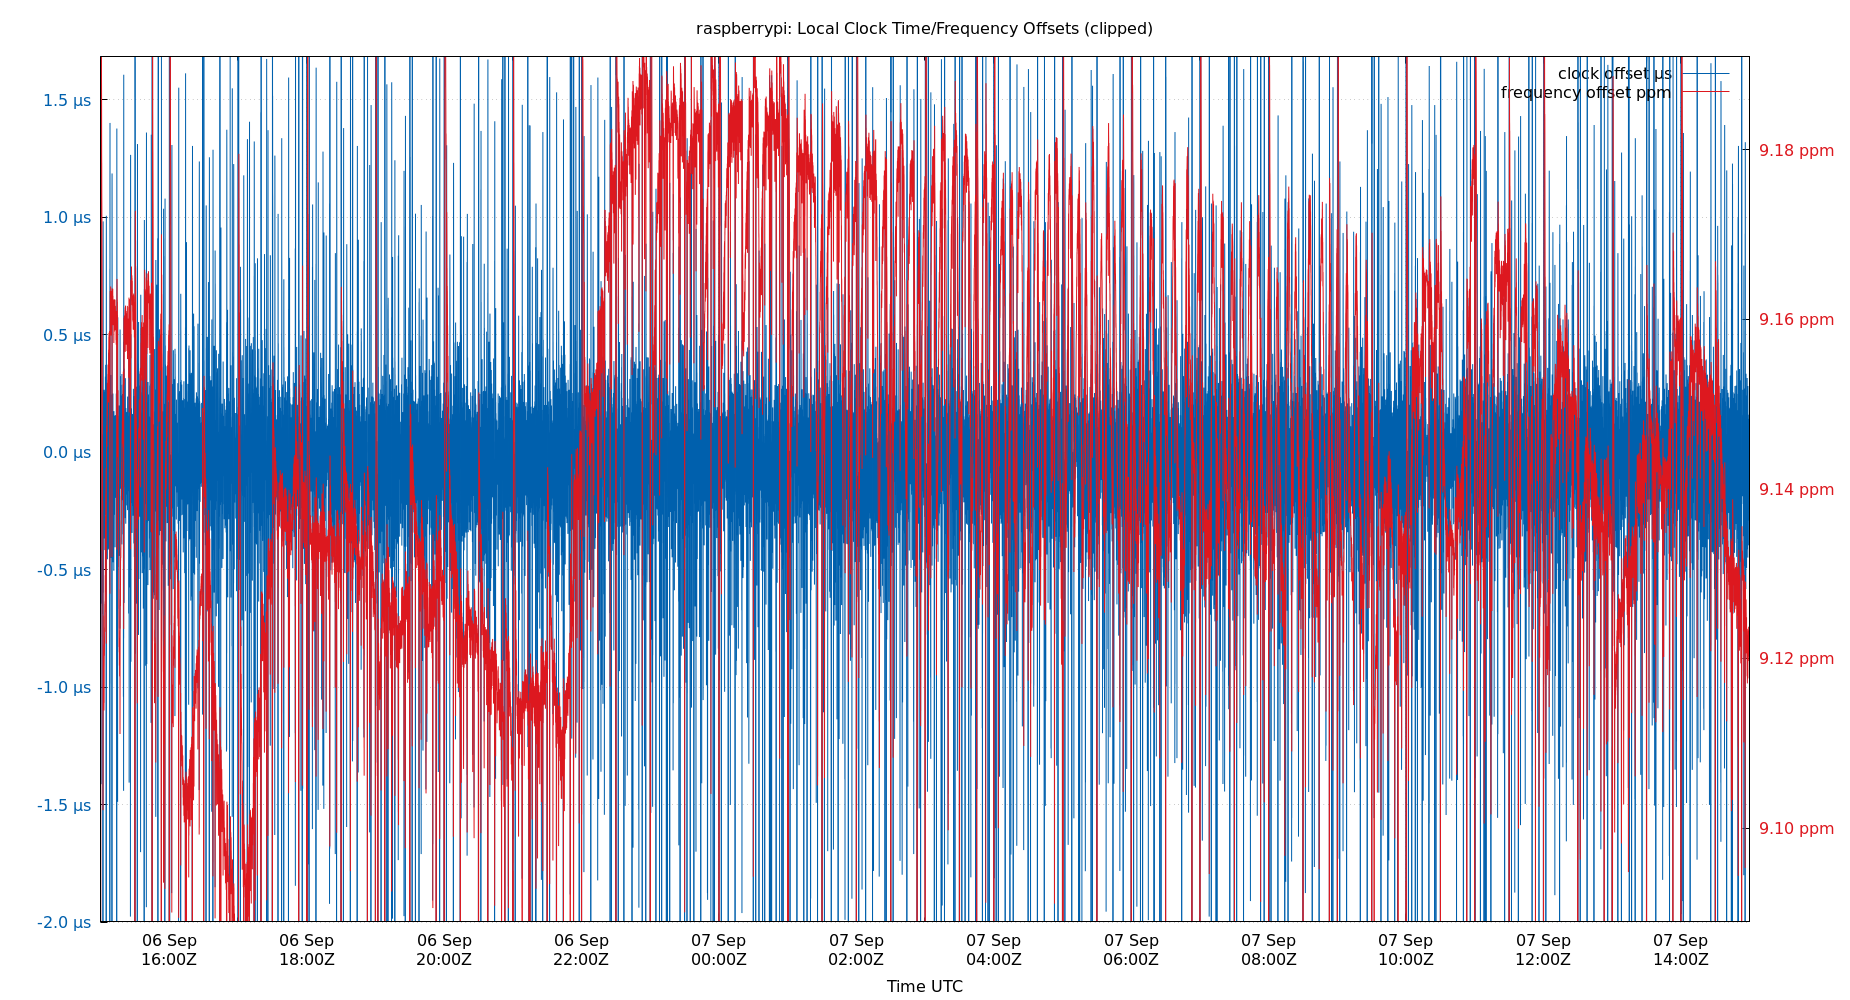 raspberrypi: Local Clock Time/Frequency Offsets (clipped)
clock offset µs
frequency offset ppm
1.5 µs
1.0 µs
0.5 µs
0.0 µs
-0.5 µs
-1.0 µs
-1.5 µs
-2.0 µs
9.18 ppm
9.16 ppm
9.14 ppm
9.12 ppm
9.10 ppm
06 Sep 06 Sep 06 Sep 06 Sep 07 Sep 07 Sep 07 Sep 07 Sep 07 Sep 07 Sep 07 Sep 07 Sep
16:00Z 18:00Z 20:00Z 22:00Z 00:00Z 02:00Z 04:00Z 06:00Z 08:00Z 10:00Z 12:00Z 14:00Z
Time UTC